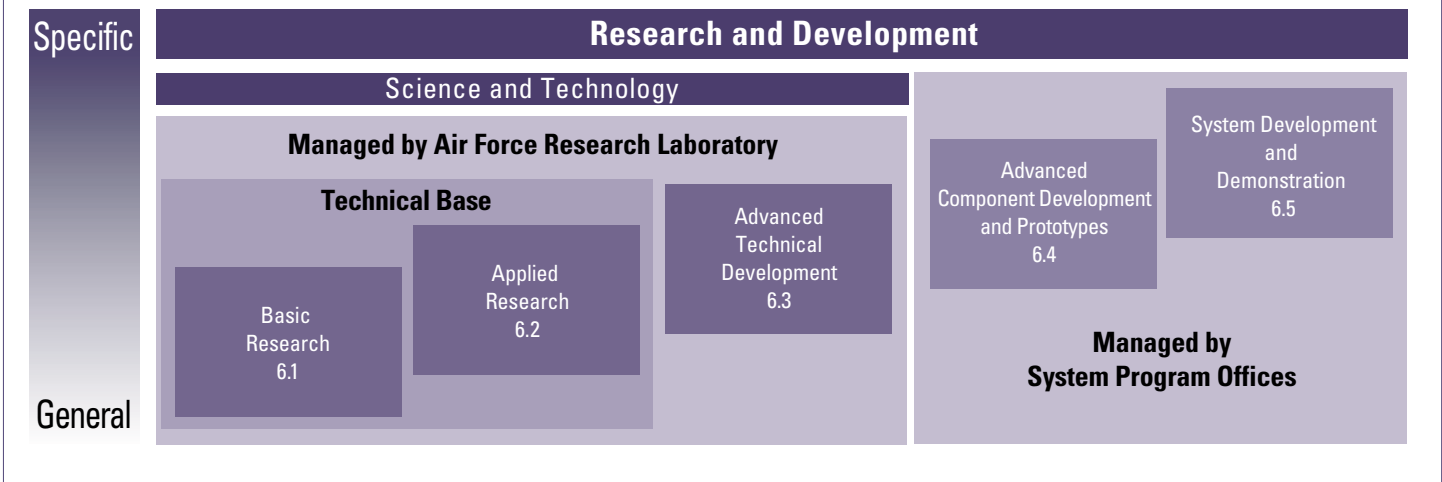 Specific
General
Research and Development
Science and Technology
Managed by Air Force Research Laboratory
Technical Base
Basic
Research
6.1
Applied
Research
6.2
Advanced
Technical
Development
6.3
Advanced
Component Development
and Prototypes
6.4
System Development
and
Demonstration
6.5
Managed by
System Program Offices